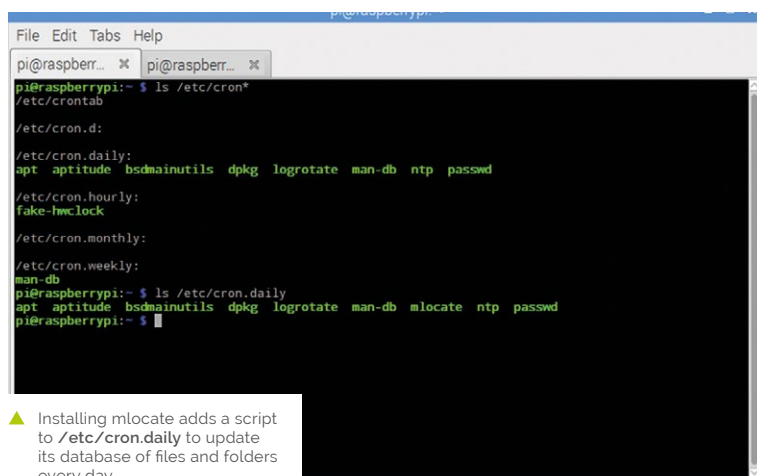 pi@raspberrypi: ~
File Edit Tabs Help
pi@raspberr... ✖ pi@raspberr... ✖
pi@raspberrypi:~ $ ls /etc/cron*
/etc/crontab
/etc/cron.d:
/etc/cron.daily:
apt aptitude bsdmainutils dpkg logrotate man-db ntp passwd
/etc/cron.hourly:
fake-hwclock
/etc/cron.monthly:
/etc/cron.weekly:
man-db
pi@raspberrypi:~ $ ls /etc/cron.daily
apt aptitude bsdmainutils dpkg logrotate man-db mlocate ntp passwd
pi@raspberrypi:~ $
Installing mlocate adds a script
to /etc/cron.daily to update
its database of files and folders
every day